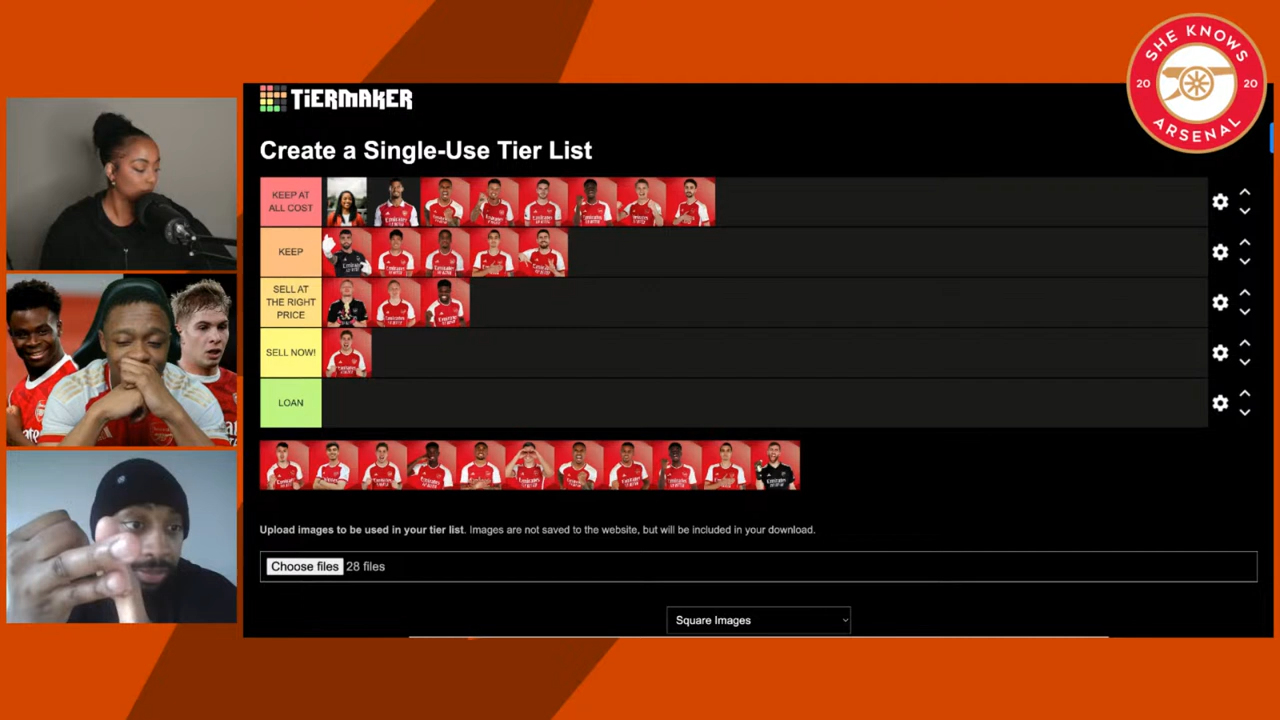 SHE KNOWS
20 20
ARSENAL
TiERMAKER
Create a Single-Use Tier List
KEEP AT
ALL COST
KEEP
SELL AT
THE RIGHT
PRICE
SELL NOW!
LOAN
Upload images to be used in your tier list. Images are not saved to the website, but will be included in your download.
Choose files 28 files
Square Images